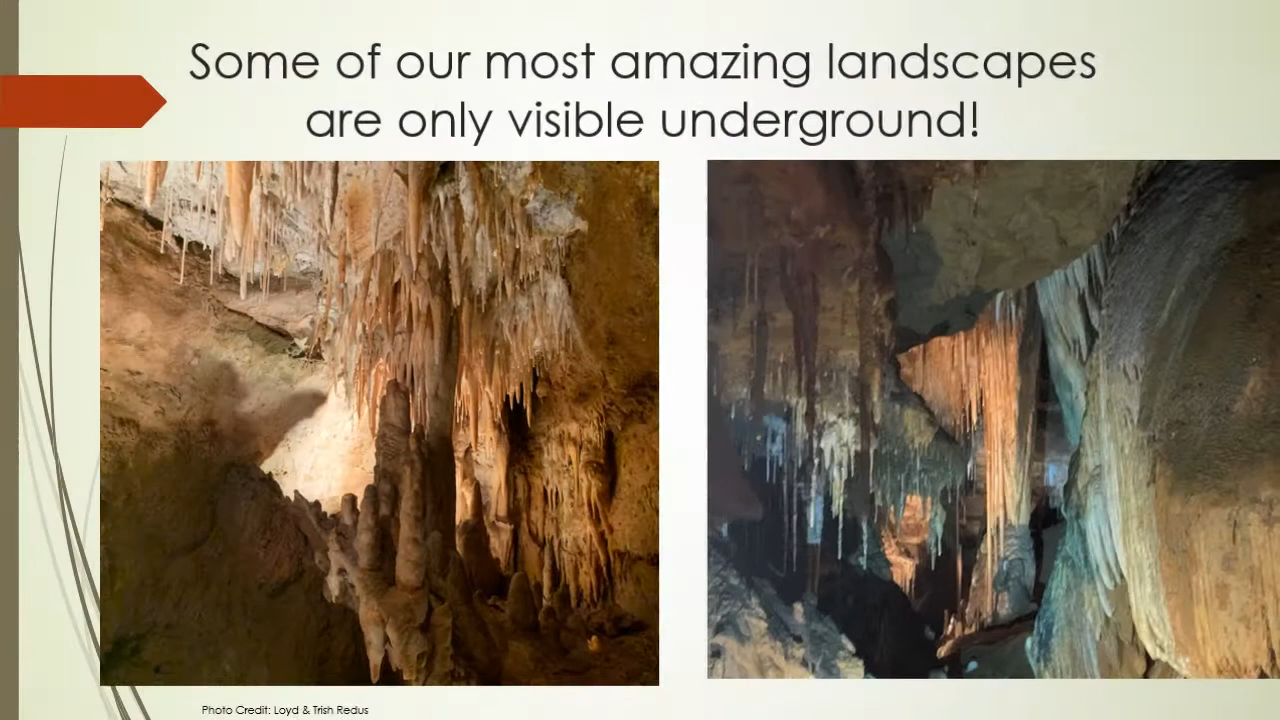 Some of our most amazing landscapes
are only visible underground!
Photo Credit: Loyd & Trish Redus